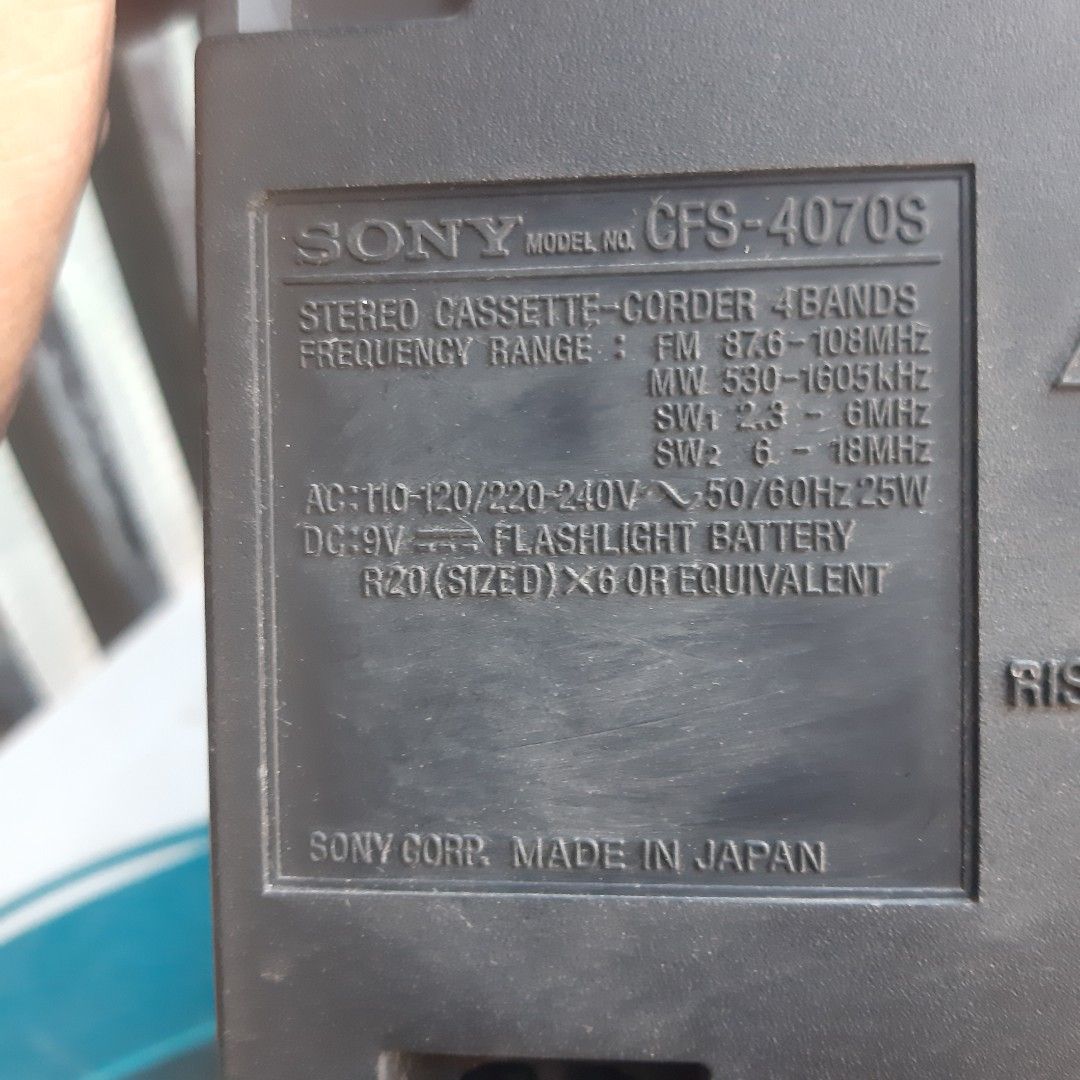 SONY MODEL NO. CFS-4070S
STEREO CASSETTE-CORDER 4BANDS
FREQUENCY RANGE : FM 87.6-108MHz
MW 530-1605kHz
SW1 2.3 - 6MHz
SW2 6 - 18MHz
AC:110-120/220-240V ~ 50/60Hz 25W
DC:9V ⎓ FLASHLIGHT BATTERY
R20 (SIZE D) ×6 OR EQUIVALENT
RIS
SONY CORP. MADE IN JAPAN